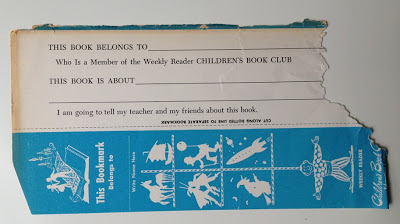 THIS BOOK BELONGS TO
Who Is a Member of the Weekly Reader CHILDREN'S BOOK CLUB
THIS BOOK IS ABOUT
I am going to tell my teacher and my friends about this book.
CUT ALONG DOTTED LINE TO SEPARATE BOOKMARK
This Bookmark
Belongs to
Write Name Here
WEEKLY READER